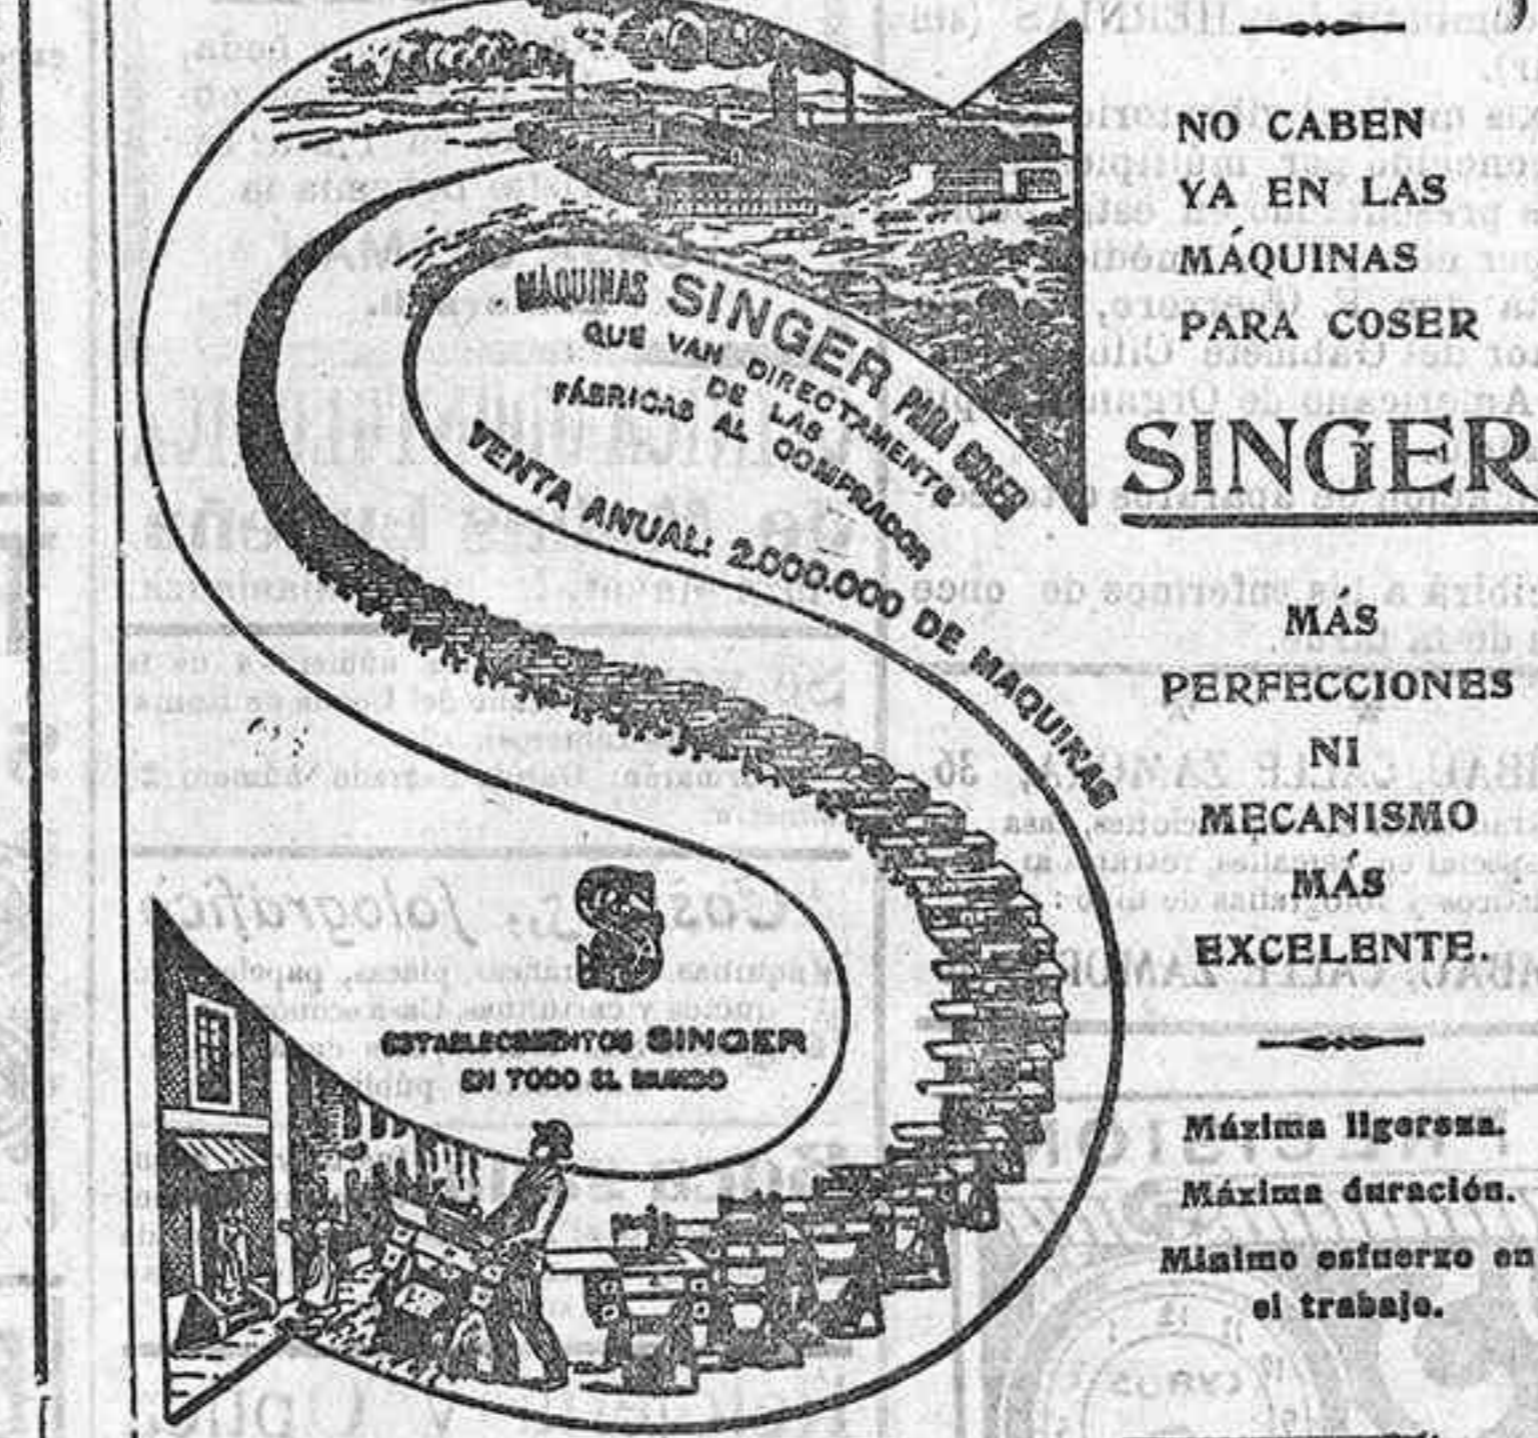 MÁQUINAS SINGER PARA COSER
QUE VAN DIRECTAMENTE
DE LAS
FÁBRICAS AL COMPRADOR
VENTA ANUAL: 2.000.000 DE MAQUINAS
S
ESTABLECIMIENTOS SINGER
EN TODO EL MUNDO
NO CABEN
YA EN LAS
MÁQUINAS
PARA COSER
SINGER
MÁS
PERFECCIONES
NI
MECANISMO
MÁS
EXCELENTE.
Máxima ligereza.
Máxima duración.
Mínimo esfuerzo en
el trabajo.